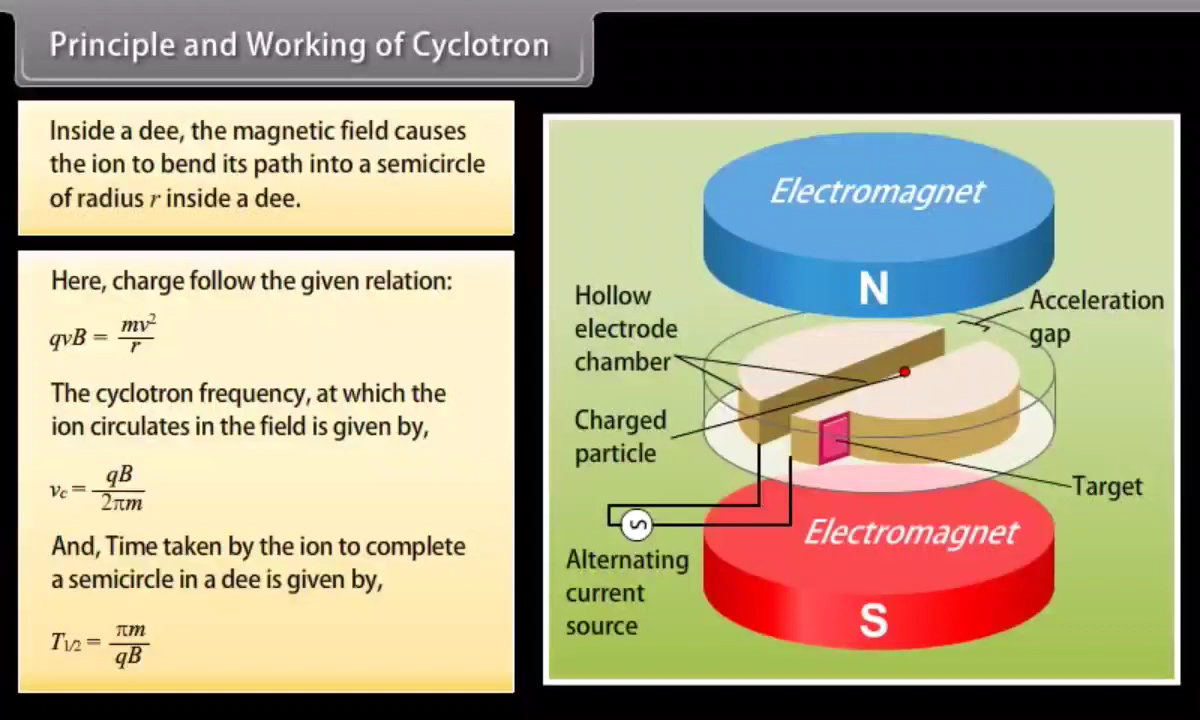 Principle and Working of Cyclotron
Inside a dee, the magnetic field causes
the ion to bend its path into a semicircle
of radius r inside a dee.
Here, charge follow the given relation:
qvB = mv²/r
The cyclotron frequency, at which the
ion circulates in the field is given by,
νc = qB/2πm
And, Time taken by the ion to complete
a semicircle in a dee is given by,
T1/2 = πm/qB
Electromagnet
N
Hollow
electrode
chamber
Acceleration
gap
Charged
particle
Target
Alternating
current
source
Electromagnet
S